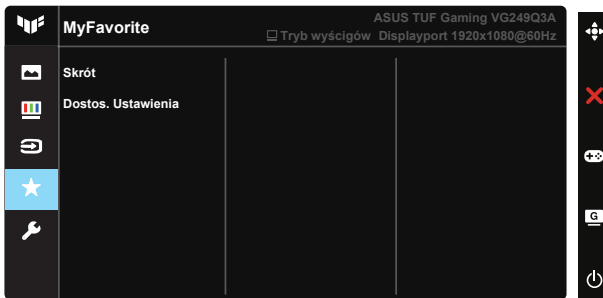 MyFavorite
ASUS TUF Gaming VG249Q3A
Tryb wyścigów Displayport 1920x1080@60Hz
Skrót
Dostos. Ustawienia
G